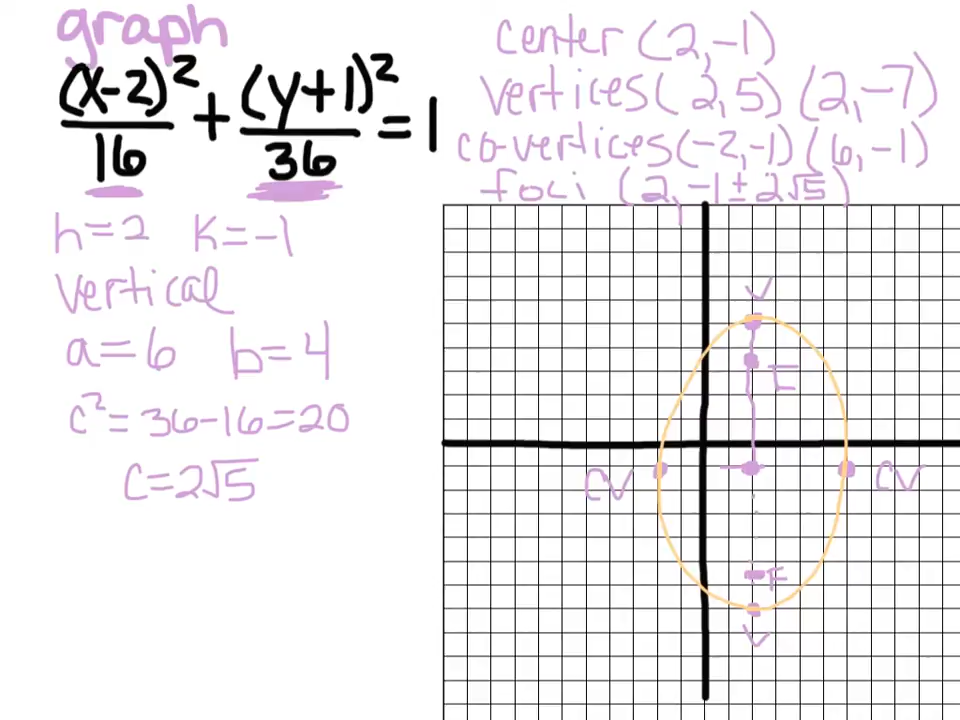 graph
(x-2)²/16 + (y+1)²/36 = 1
h=2 k=-1
vertical
a=6 b=4
c²=36-16=20
c=2√5
center (2,-1)
vertices (2,5) (2,-7)
co-vertices (-2,-1) (6,-1)
foci (2,-1±2√5)
V
F
CV CV
F
V